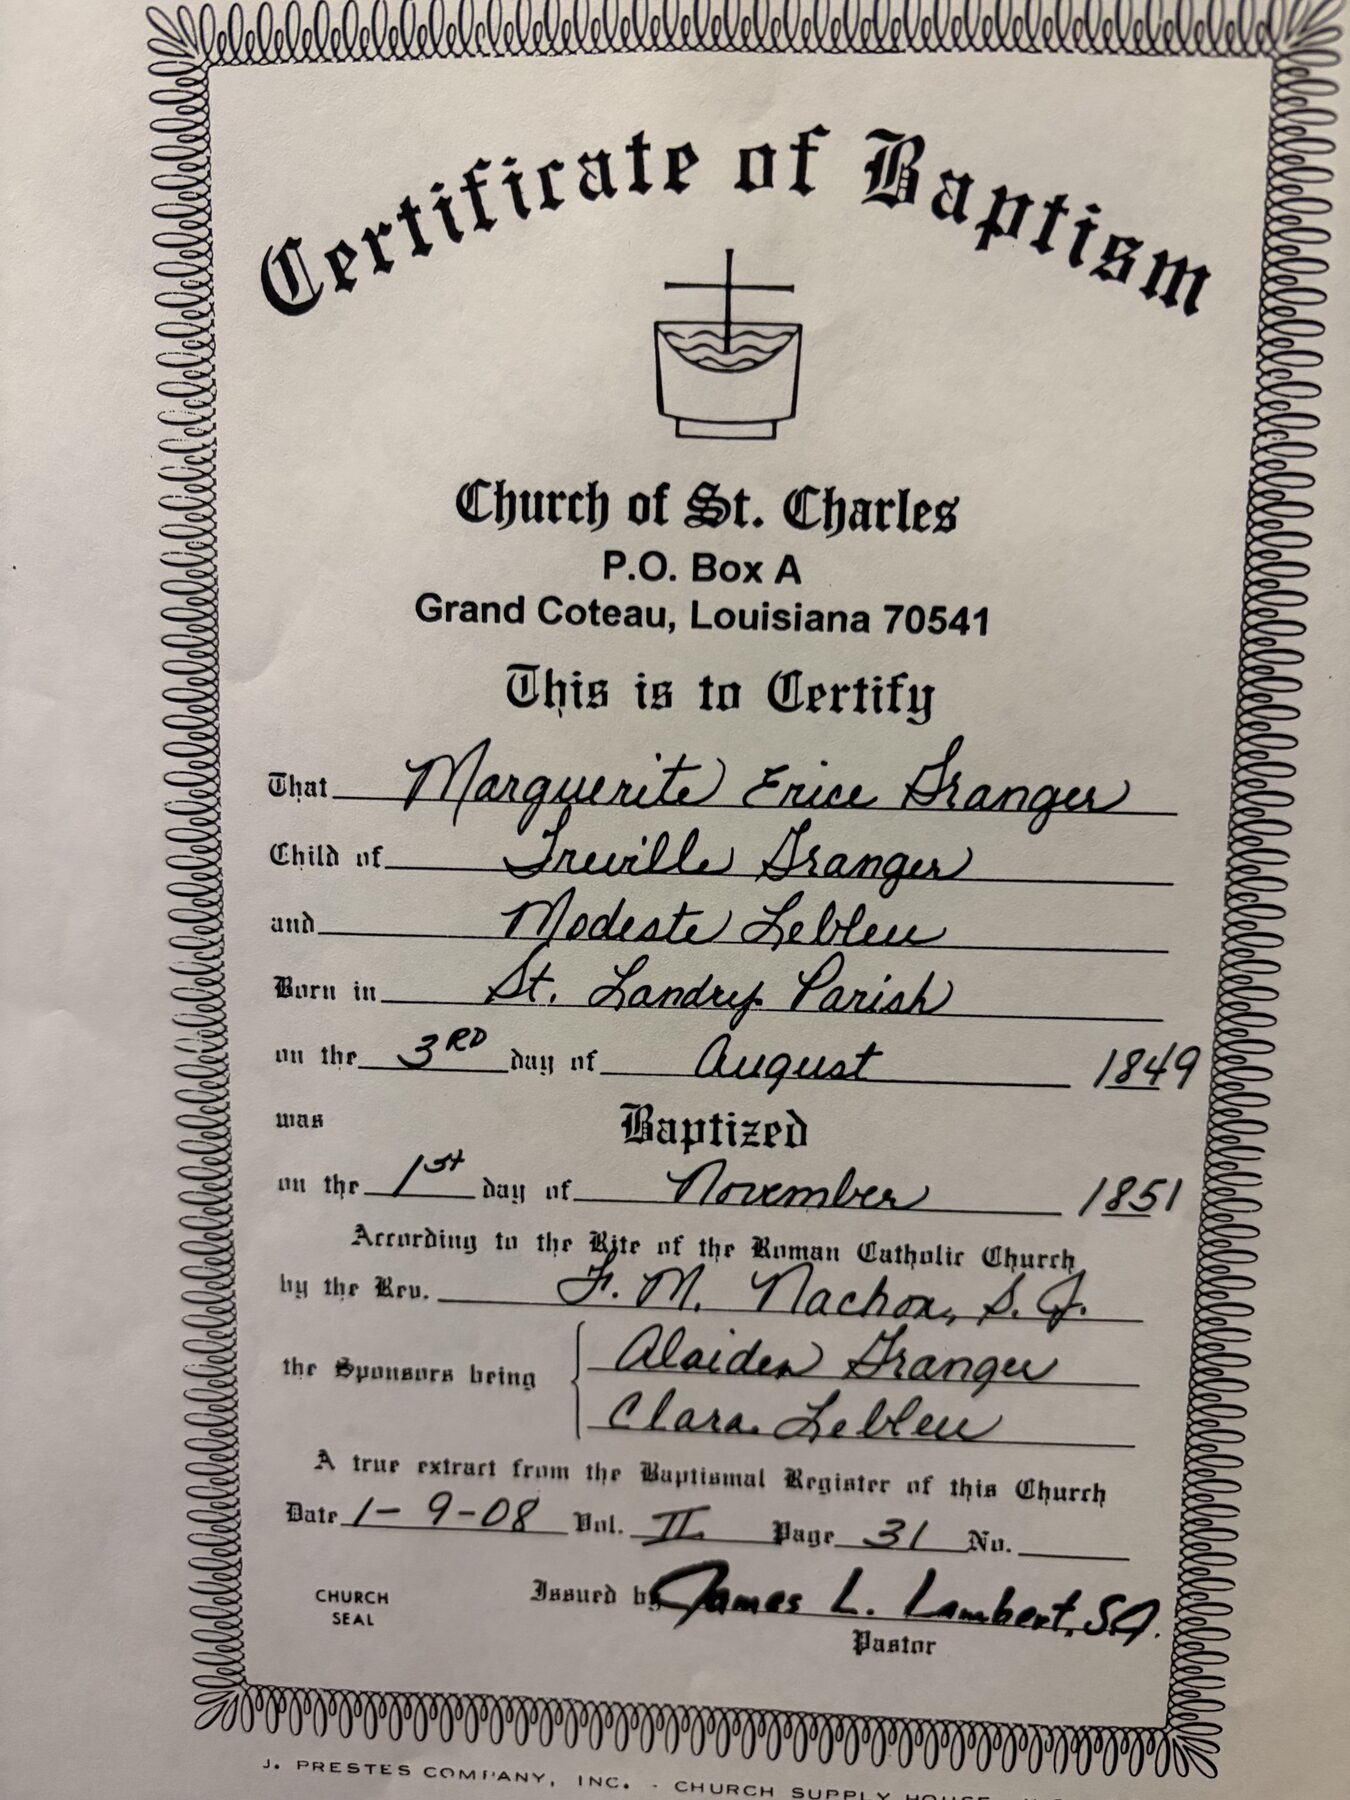 Certificate of Baptism
Church of St. Charles
P.O. Box A
Grand Coteau, Louisiana 70541
This is to Certify
That Marguerite Erice Granger
Child of Treville Granger
and Modeste Lebleu
Born in St. Landry Parish
on the 3RD day of August 1849
was Baptized
on the 1st day of November 1851
According to the Rite of the Roman Catholic Church
by the Rev. F. M. Nachon, S. J.
the Sponsors being Granger
Clara Lebleu
A true extract from the Baptismal Register of this Church
Date 1-9-08 Vol. II Page 31 No.
CHURCH SEAL
Issued by James L. Lambert, S.J.
Pastor
J. PRESTES COMPANY, INC. - CHURCH SUPPLY HOUSE